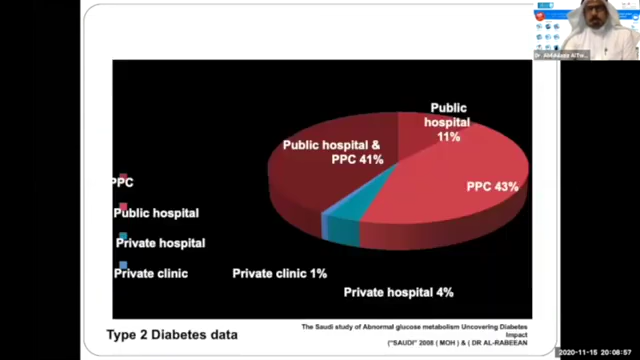 Public
hospital
11%
Public hospital &
PPC 41%
PPC 43%
PPC
Public hospital
Private hospital
Private clinic
Private clinic 1%
Private hospital 4%
Type 2 Diabetes data
The Saudi study of Abnormal glucose metabolism Uncovering Diabetes
Impact
("SAUDI" 2008 ( MOH ) & ( DR AL-RABEEAN
2020-11-15 20:08:57